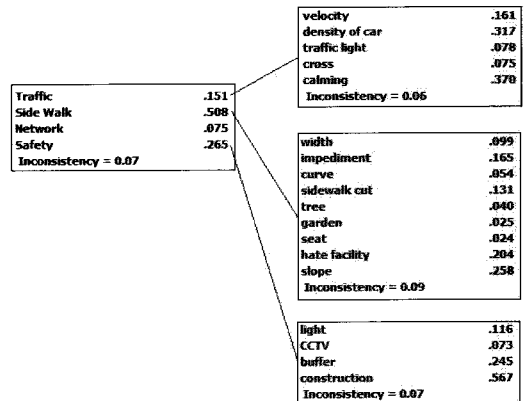 Traffic .151
Side Walk .508
Network .075
Safety .265
Inconsistency = 0.07
velocity .161
density of car .317
traffic light .078
cross .075
calming .370
Inconsistency = 0.06
width .099
impediment .165
curve .054
sidewalk cut .131
tree .040
garden .025
seat .024
hate facility .204
slope .258
Inconsistency = 0.09
light .116
CCTV .073
buffer .245
construction .567
Inconsistency = 0.07